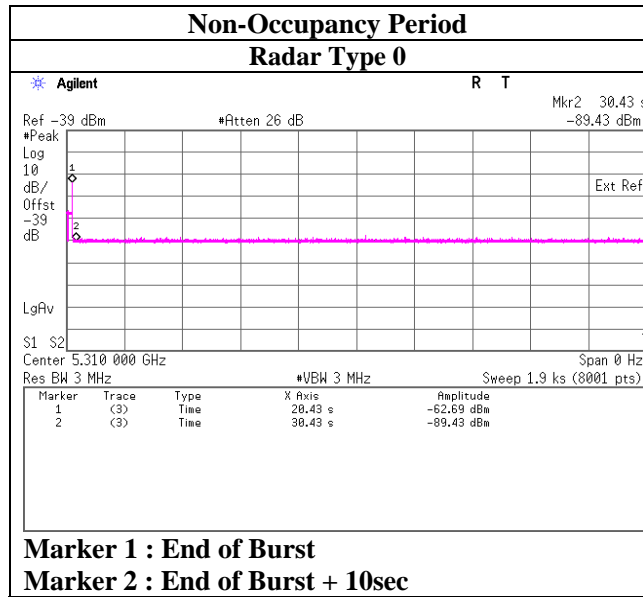 Non-Occupancy Period
Radar Type 0
Agilent R T
Mkr2 30.43 s
Ref -39 dBm #Atten 26 dB -89.43 dBm
#Peak
Log
10
dB/
Offst
-39
dB
1
2
Ext Ref
LgAv
S1 S2
Center 5.310 000 GHz Span 0 Hz
Res BW 3 MHz #VBW 3 MHz Sweep 1.9 ks (8001 pts)
Marker Trace Type X Axis Amplitude
1 (3) Time 20.43 s -62.69 dBm
2 (3) Time 30.43 s -89.43 dBm
Marker 1 : End of Burst
Marker 2 : End of Burst + 10sec